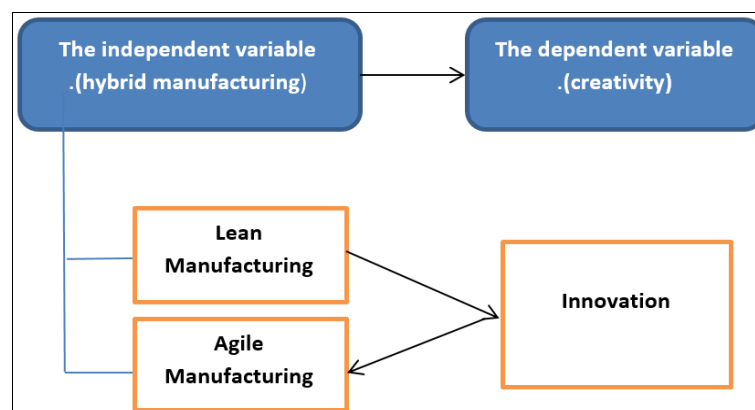 The independent variable
.(hybrid manufacturing)
The dependent variable
.(creativity)
Lean
Manufacturing
Innovation
Agile
Manufacturing